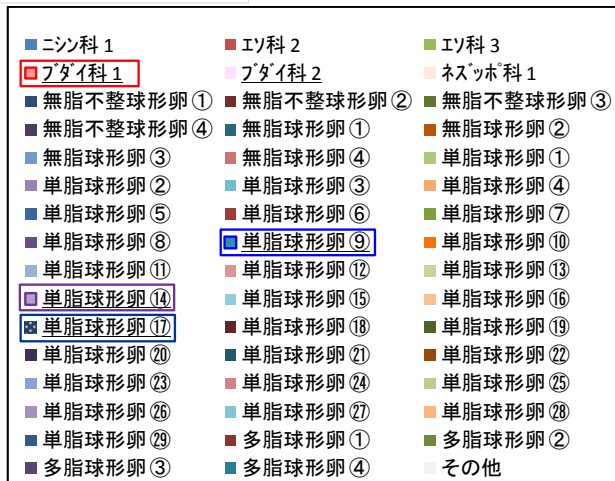 ニシン科1 エソ科2 エソ科3
ブダイ科1 ブダイ科2 ネズッポ科1
無脂不整球形卵① 無脂不整球形卵② 無脂不整球形卵③
無脂不整球形卵④ 無脂球形卵① 無脂球形卵②
無脂球形卵③ 無脂球形卵④ 単脂球形卵①
単脂球形卵② 単脂球形卵③ 単脂球形卵④
単脂球形卵⑤ 単脂球形卵⑥ 単脂球形卵⑦
単脂球形卵⑧ 単脂球形卵⑨ 単脂球形卵⑩
単脂球形卵⑪ 単脂球形卵⑫ 単脂球形卵⑬
単脂球形卵⑭ 単脂球形卵⑮ 単脂球形卵⑯
単脂球形卵⑰ 単脂球形卵⑱ 単脂球形卵⑲
単脂球形卵⑳ 単脂球形卵㉑ 単脂球形卵㉒
単脂球形卵㉓ 単脂球形卵㉔ 単脂球形卵㉕
単脂球形卵㉖ 単脂球形卵㉗ 単脂球形卵㉘
単脂球形卵㉙ 多脂球形卵① 多脂球形卵②
多脂球形卵③ 多脂球形卵④ その他